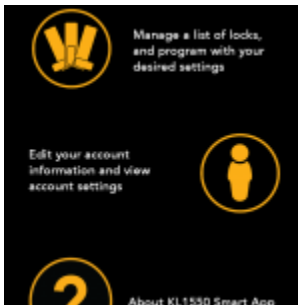 Manage a list of locks,
and program with your
desired settings
Edit your account
information and view
account settings
?
About KL1550 Smart App